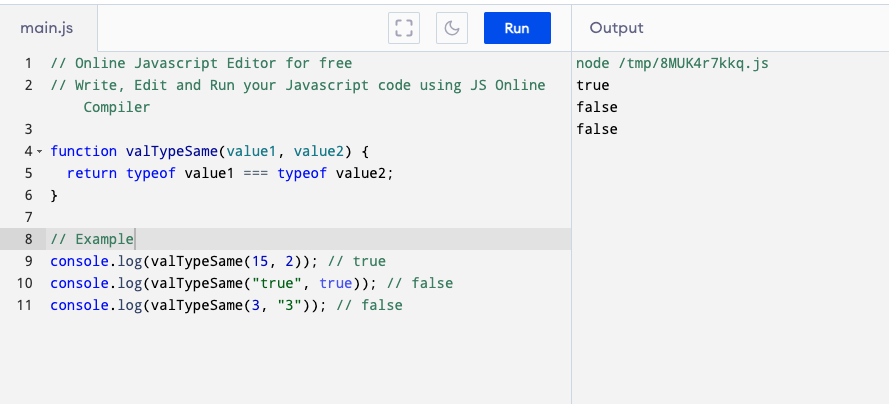 main.js
Run
Output
1 // Online Javascript Editor for free
2 // Write, Edit and Run your Javascript code using JS Online
Compiler
3
4 function valTypeSame(value1, value2) {
5   return typeof value1 === typeof value2;
6 }
7
8 // Example
9 console.log(valTypeSame(15, 2)); // true
10 console.log(valTypeSame("true", true)); // false
11 console.log(valTypeSame(3, "3")); // false
node /tmp/8MUK4r7kkq.js
true
false
false